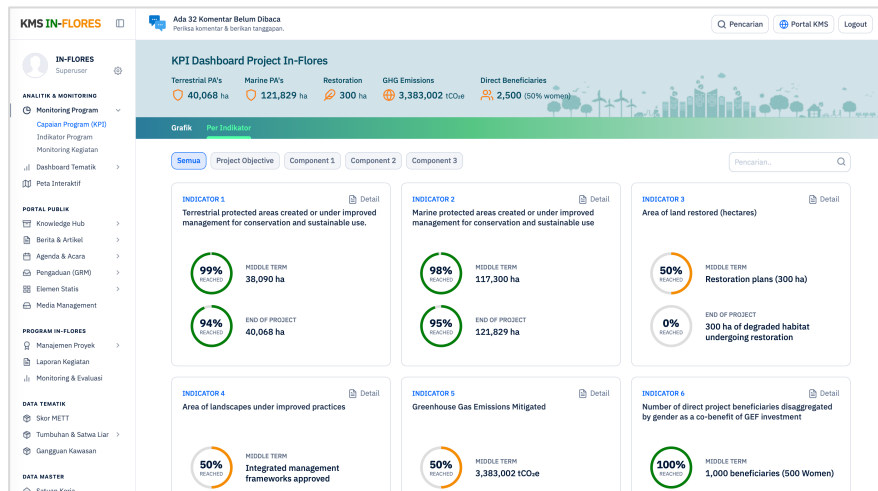 KMS IN-FLORES
Ada 32 Komentar Belum Dibaca
Periksa komentar & berikan tanggapan.
Pencarian
Portal KMS
Logout
IN-FLORES
Superuser
ANALITIK & MONITORING
Monitoring Program
Capaian Program (KPI)
Indikator Program
Monitoring Kegiatan
Dashboard Tematik
Peta Interaktif
PORTAL PUBLIK
Knowledge Hub
Berita & Artikel
Agenda & Acara
Pengaduan (GRM)
Elemen Statis
Media Management
PROGRAM IN-FLORES
Manajemen Proyek
Laporan Kegiatan
Monitoring & Evaluasi
DATA TEMATIK
Skor METT
Tumbuhan & Satwa Liar
Gangguan Kawasan
DATA MASTER
Satuan Kerja
KPI Dashboard Project In-Flores
Terrestrial PA's
40,068 ha
Marine PA's
121,829 ha
Restoration
300 ha
GHG Emissions
3,383,002 tCO₂e
Direct Beneficiaries
2,500 (50% women)
Grafik
Per Indikator
Semua
Project Objective
Component 1
Component 2
Component 3
Pencarian..
INDICATOR 1
Detail
Terrestrial protected areas created or under improved
management for conservation and sustainable use.
99%
REACHED
MIDDLE TERM
38,090 ha
94%
REACHED
END OF PROJECT
40,068 ha
INDICATOR 2
Detail
Marine protected areas created or under improved
management for conservation and sustainable use
98%
REACHED
MIDDLE TERM
117,300 ha
95%
REACHED
END OF PROJECT
121,829 ha
INDICATOR 3
Detail
Area of land restored (hectares)
50%
REACHED
MIDDLE TERM
Restoration plans (300 ha)
0%
REACHED
END OF PROJECT
300 ha of degraded habitat
undergoing restoration
INDICATOR 4
Detail
Area of landscapes under improved practices
50%
REACHED
MIDDLE TERM
Integrated management
frameworks approved
INDICATOR 5
Detail
Greenhouse Gas Emissions Mitigated
50%
REACHED
MIDDLE TERM
3,383,002 tCO₂e
INDICATOR 6
Detail
Number of direct project beneficiaries disaggregated
by gender as a co-benefit of GEF investment
100%
REACHED
MIDDLE TERM
1,000 beneficiaries (500 Women)